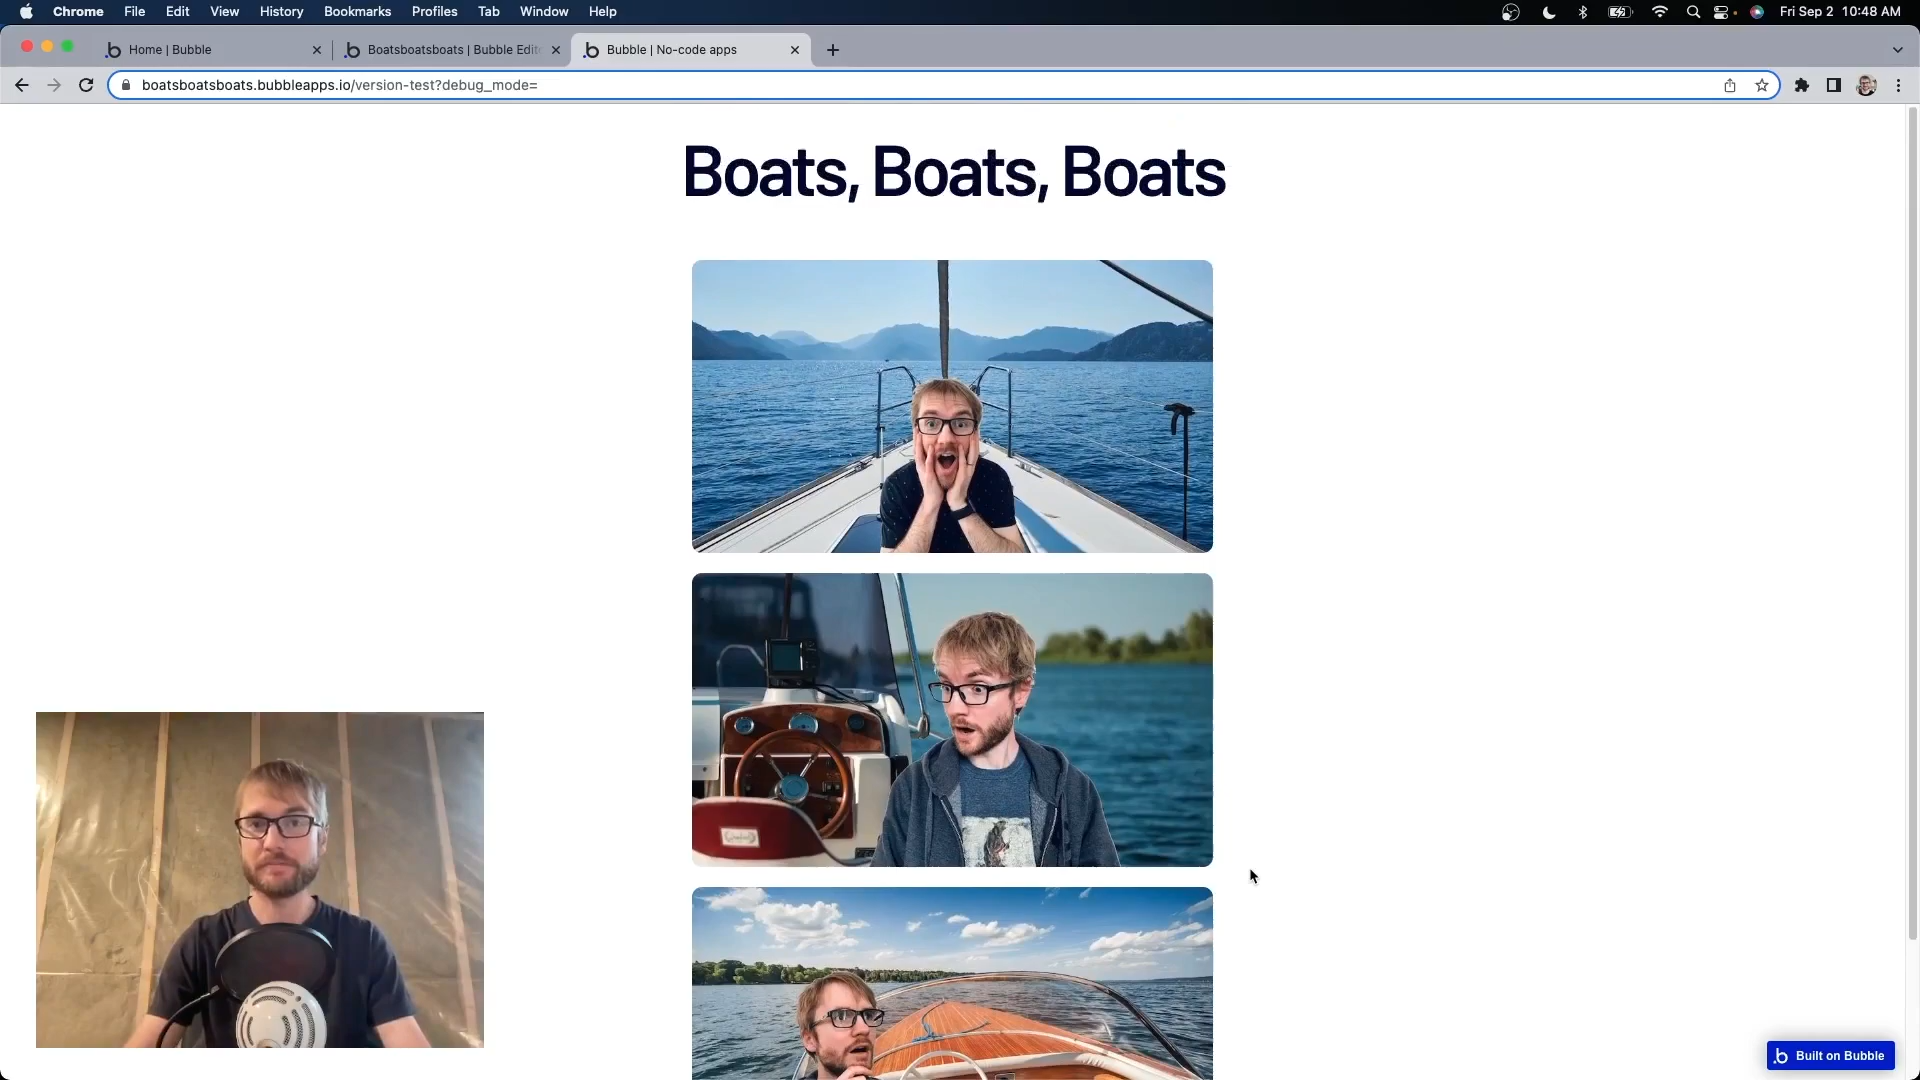 Chrome File Edit View History Bookmarks Profiles Tab Window Help
Fri Sep 2 10:48 AM
Home | Bubble
Boatsboatsboats | Bubble Edit
Bubble | No-code apps
boatsboatsboats.bubbleapps.io/version-test?debug_mode=
Boats, Boats, Boats
Built on Bubble